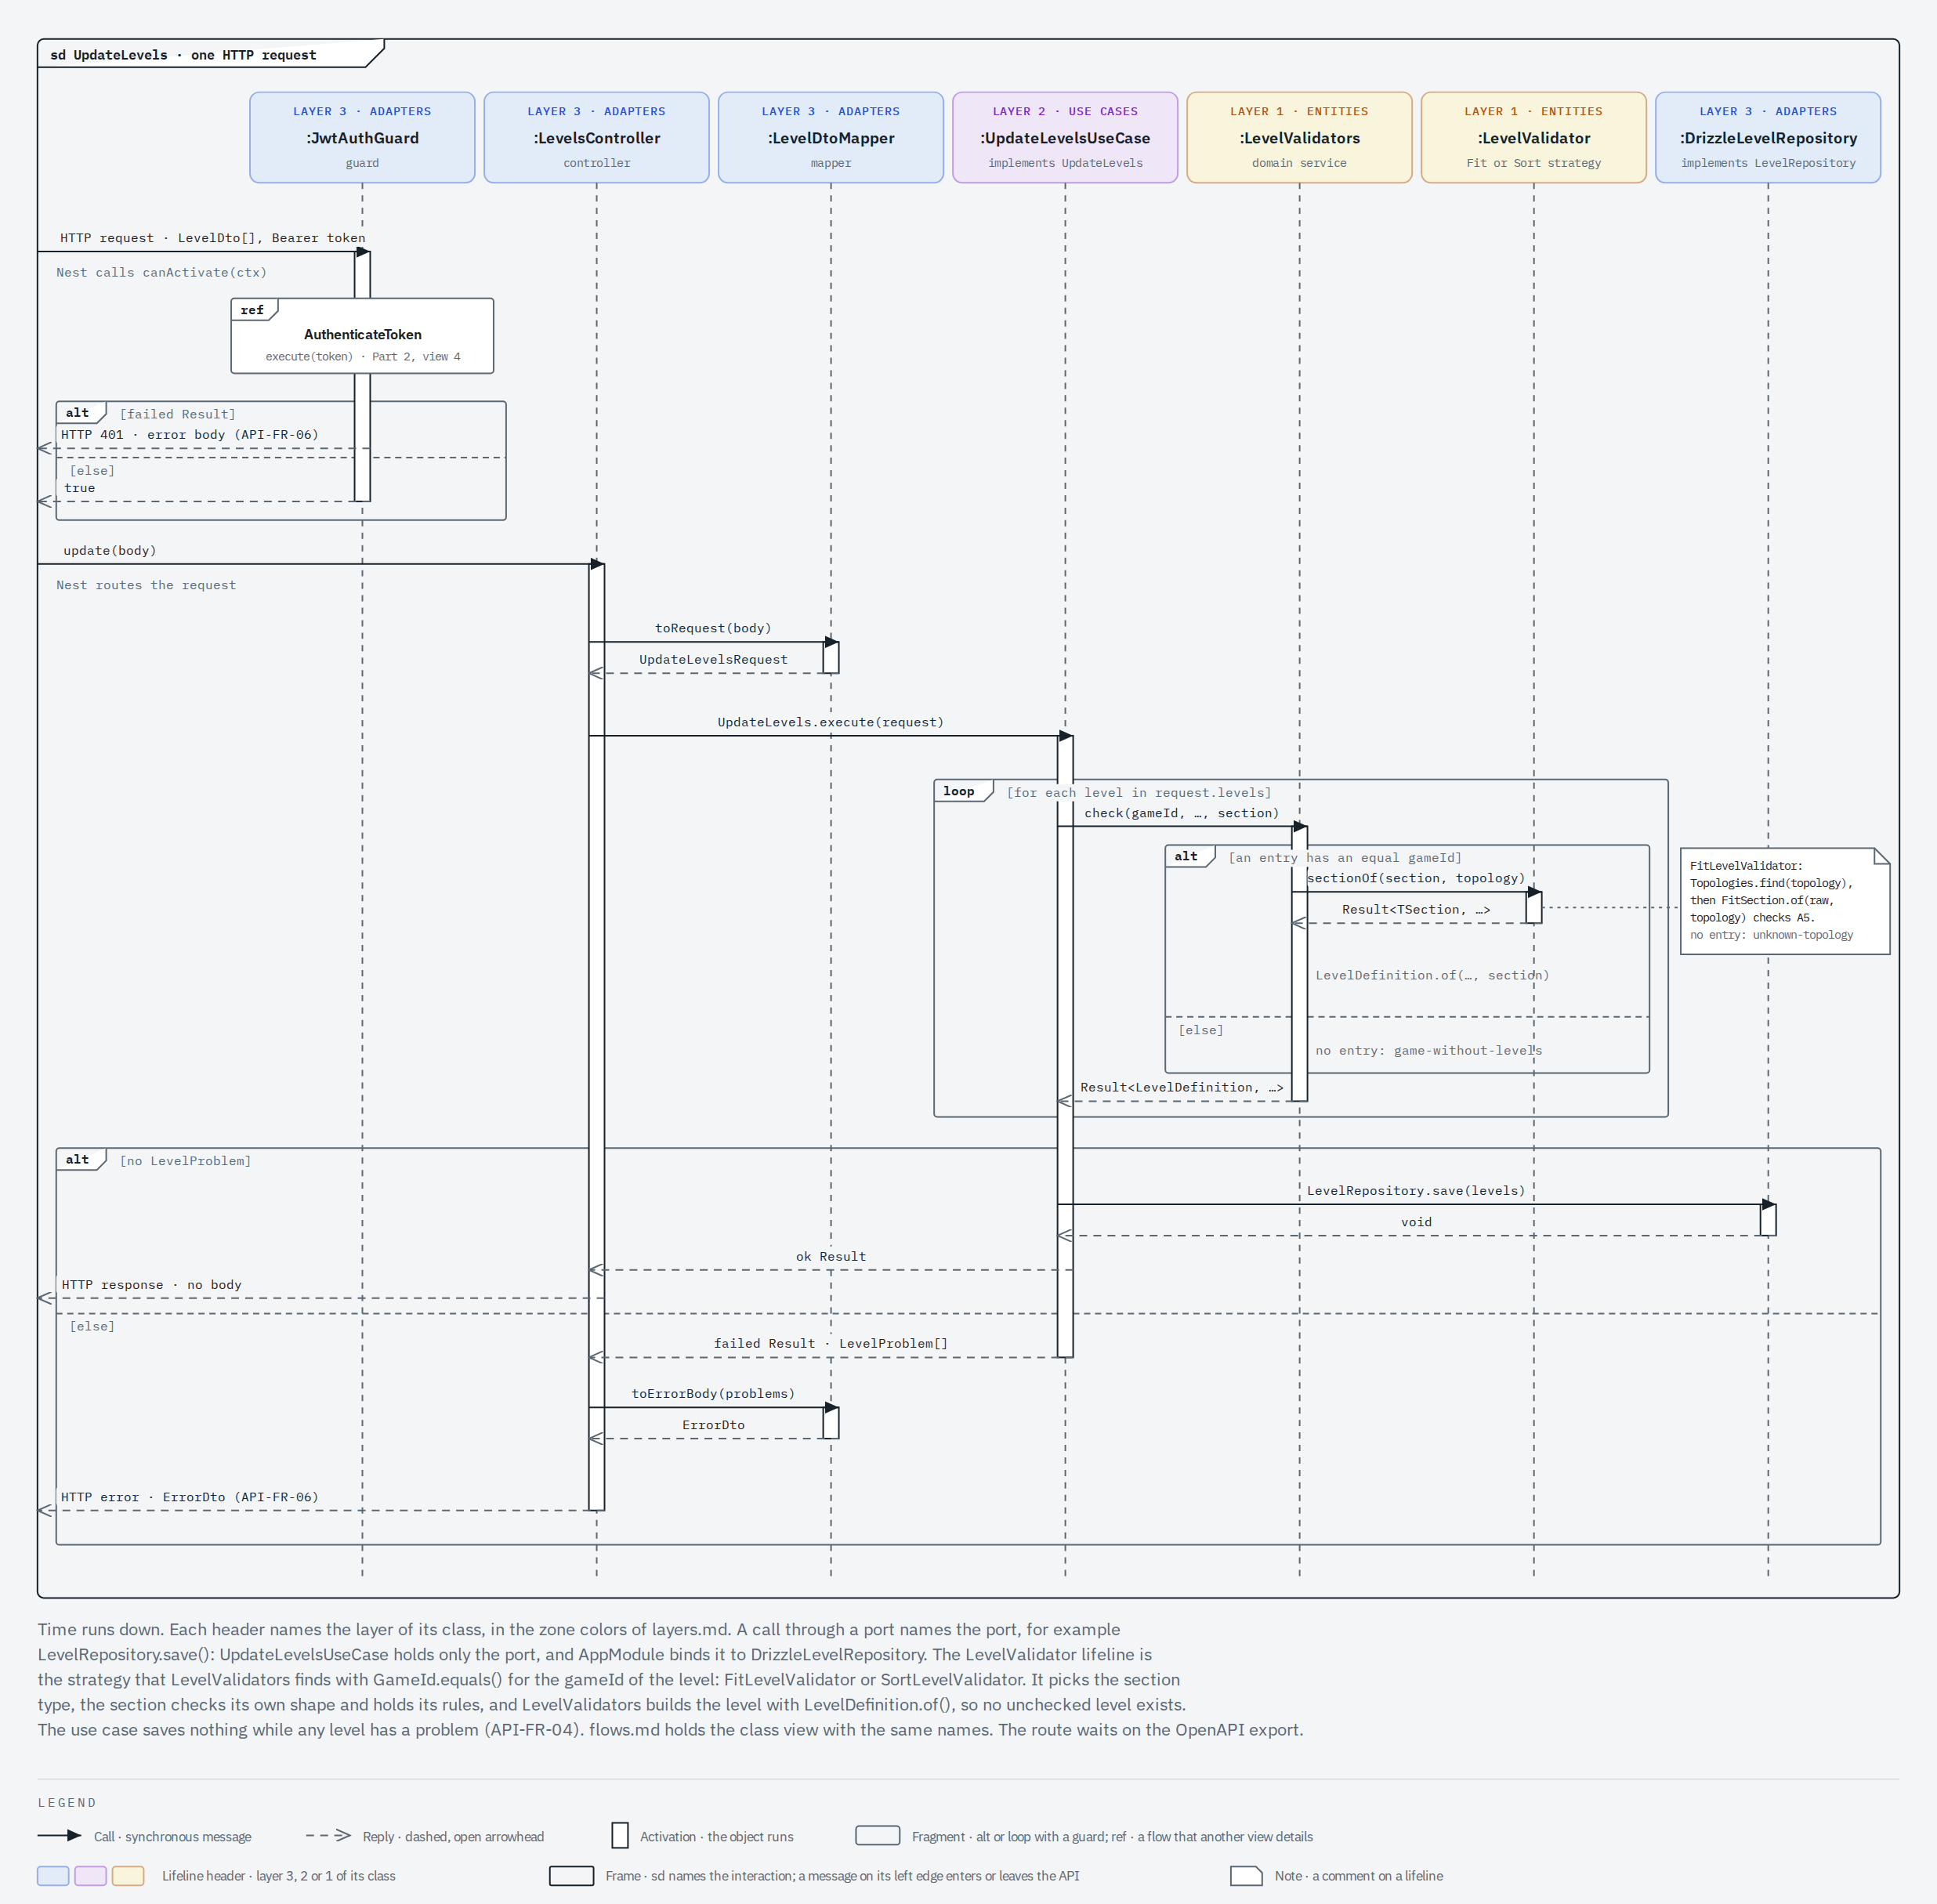 sd UpdateLevels · one HTTP request
LAYER 3 · ADAPTERS
:JwtAuthGuard
guard
LAYER 3 · ADAPTERS
:LevelsController
controller
LAYER 3 · ADAPTERS
:LevelDtoMapper
mapper
LAYER 2 · USE CASES
:UpdateLevelsUseCase
implements UpdateLevels
LAYER 1 · ENTITIES
:LevelValidators
domain service
LAYER 1 · ENTITIES
:LevelValidator
Fit or Sort strategy
LAYER 3 · ADAPTERS
:DrizzleLevelRepository
implements LevelRepository
HTTP request · LevelDto[], Bearer token
Nest calls canActivate(ctx)
ref
AuthenticateToken
execute(token) · Part 2, view 4
alt [failed Result]
HTTP 401 · error body (API-FR-06)
[else]
true
update(body)
Nest routes the request
toRequest(body)
UpdateLevelsRequest
UpdateLevels.execute(request)
loop [for each level in request.levels]
check(gameId, …, section)
alt [an entry has an equal gameId]
sectionOf(section, topology)
Result<TSection, …>
FitLevelValidator:
Topologies.find(topology),
then FitSection.of(raw,
topology) checks A5.
no entry: unknown-topology
LevelDefinition.of(…, section)
[else]
no entry: game-without-levels
Result<LevelDefinition, …>
alt [no LevelProblem]
LevelRepository.save(levels)
void
ok Result
HTTP response · no body
[else]
failed Result · LevelProblem[]
toErrorBody(problems)
ErrorDto
HTTP error · ErrorDto (API-FR-06)
Time runs down. Each header names the layer of its class, in the zone colors of layers.md. A call through a port names the port, for example
LevelRepository.save(): UpdateLevelsUseCase holds only the port, and AppModule binds it to DrizzleLevelRepository. The LevelValidator lifeline is
the strategy that LevelValidators finds with GameId.equals() for the gameId of the level: FitLevelValidator or SortLevelValidator. It picks the section
type, the section checks its own shape and holds its rules, and LevelValidators builds the level with LevelDefinition.of(), so no unchecked level exists.
The use case saves nothing while any level has a problem (API-FR-04). flows.md holds the class view with the same names. The route waits on the OpenAPI export.
LEGEND
Call · synchronous message
Reply · dashed, open arrowhead
Activation · the object runs
Fragment · alt or loop with a guard; ref · a flow that another view details
Lifeline header · layer 3, 2 or 1 of its class
Frame · sd names the interaction; a message on its left edge enters or leaves the API
Note · a comment on a lifeline